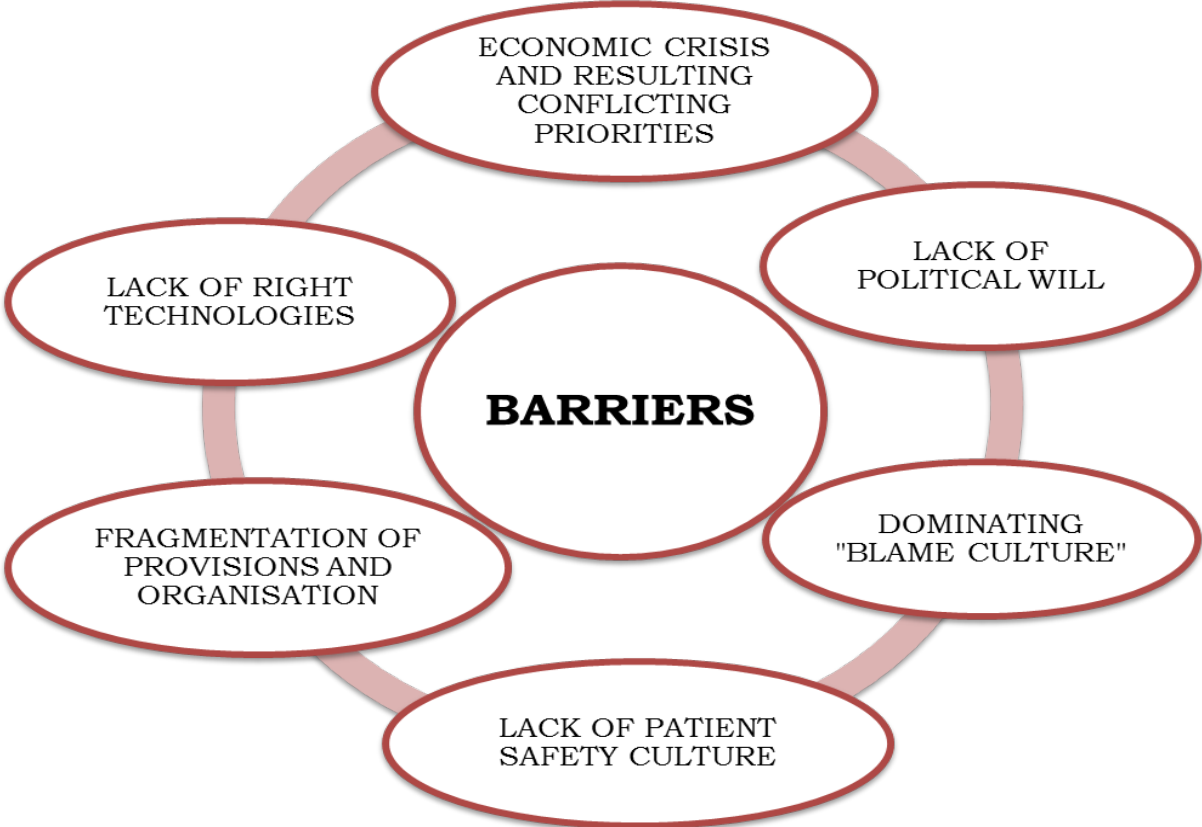 ECONOMIC CRISIS
AND RESULTING
CONFLICTING
PRIORITIES
LACK OF
POLITICAL WILL
DOMINATING
"BLAME CULTURE"
LACK OF PATIENT
SAFETY CULTURE
FRAGMENTATION OF
PROVISIONS AND
ORGANISATION
LACK OF RIGHT
TECHNOLOGIES
BARRIERS